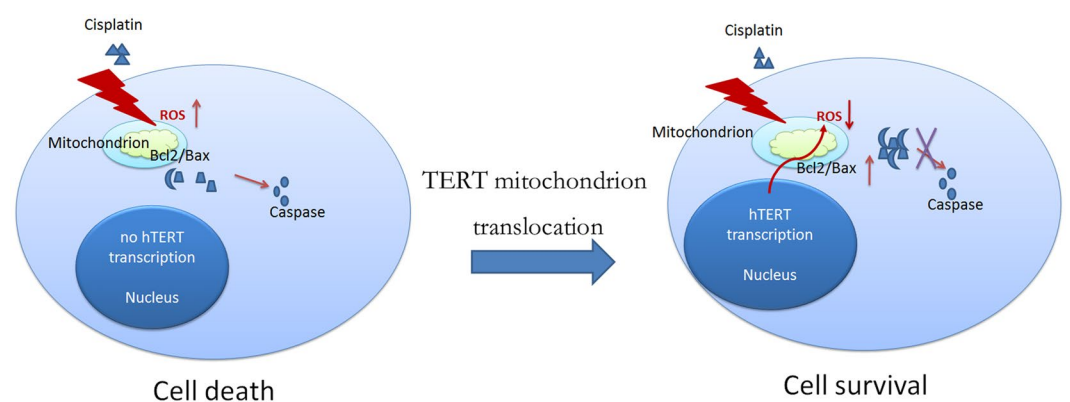 Cisplatin
ROS
Mitochondrion
Bcl2/Bax
Caspase
no hTERT
transcription
Nucleus
Cell death
TERT mitochondrion
translocation
Cisplatin
ROS
Mitochondrion
Bcl2/Bax
Caspase
hTERT
transcription
Nucleus
Cell survival